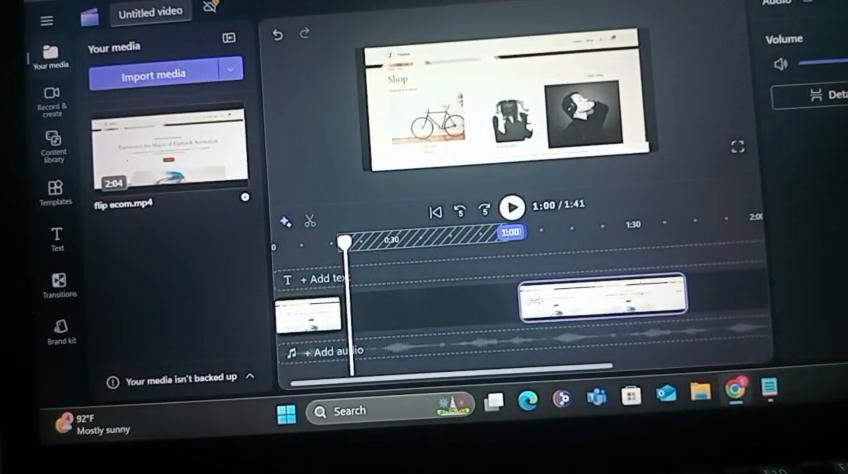 Untitled video
Audio
Your media
Import media
2:04
flip ecom.mp4
Your media
Record &
create
Content
library
Templates
Text
Transitions
Brand kit
Your media isn't backed up
Shop
Volume
5
5
1:00 / 1:41
0
0:30
1:00
1:30
2:00
T + Add text
+ Add audio
92°F
Mostly sunny
Search